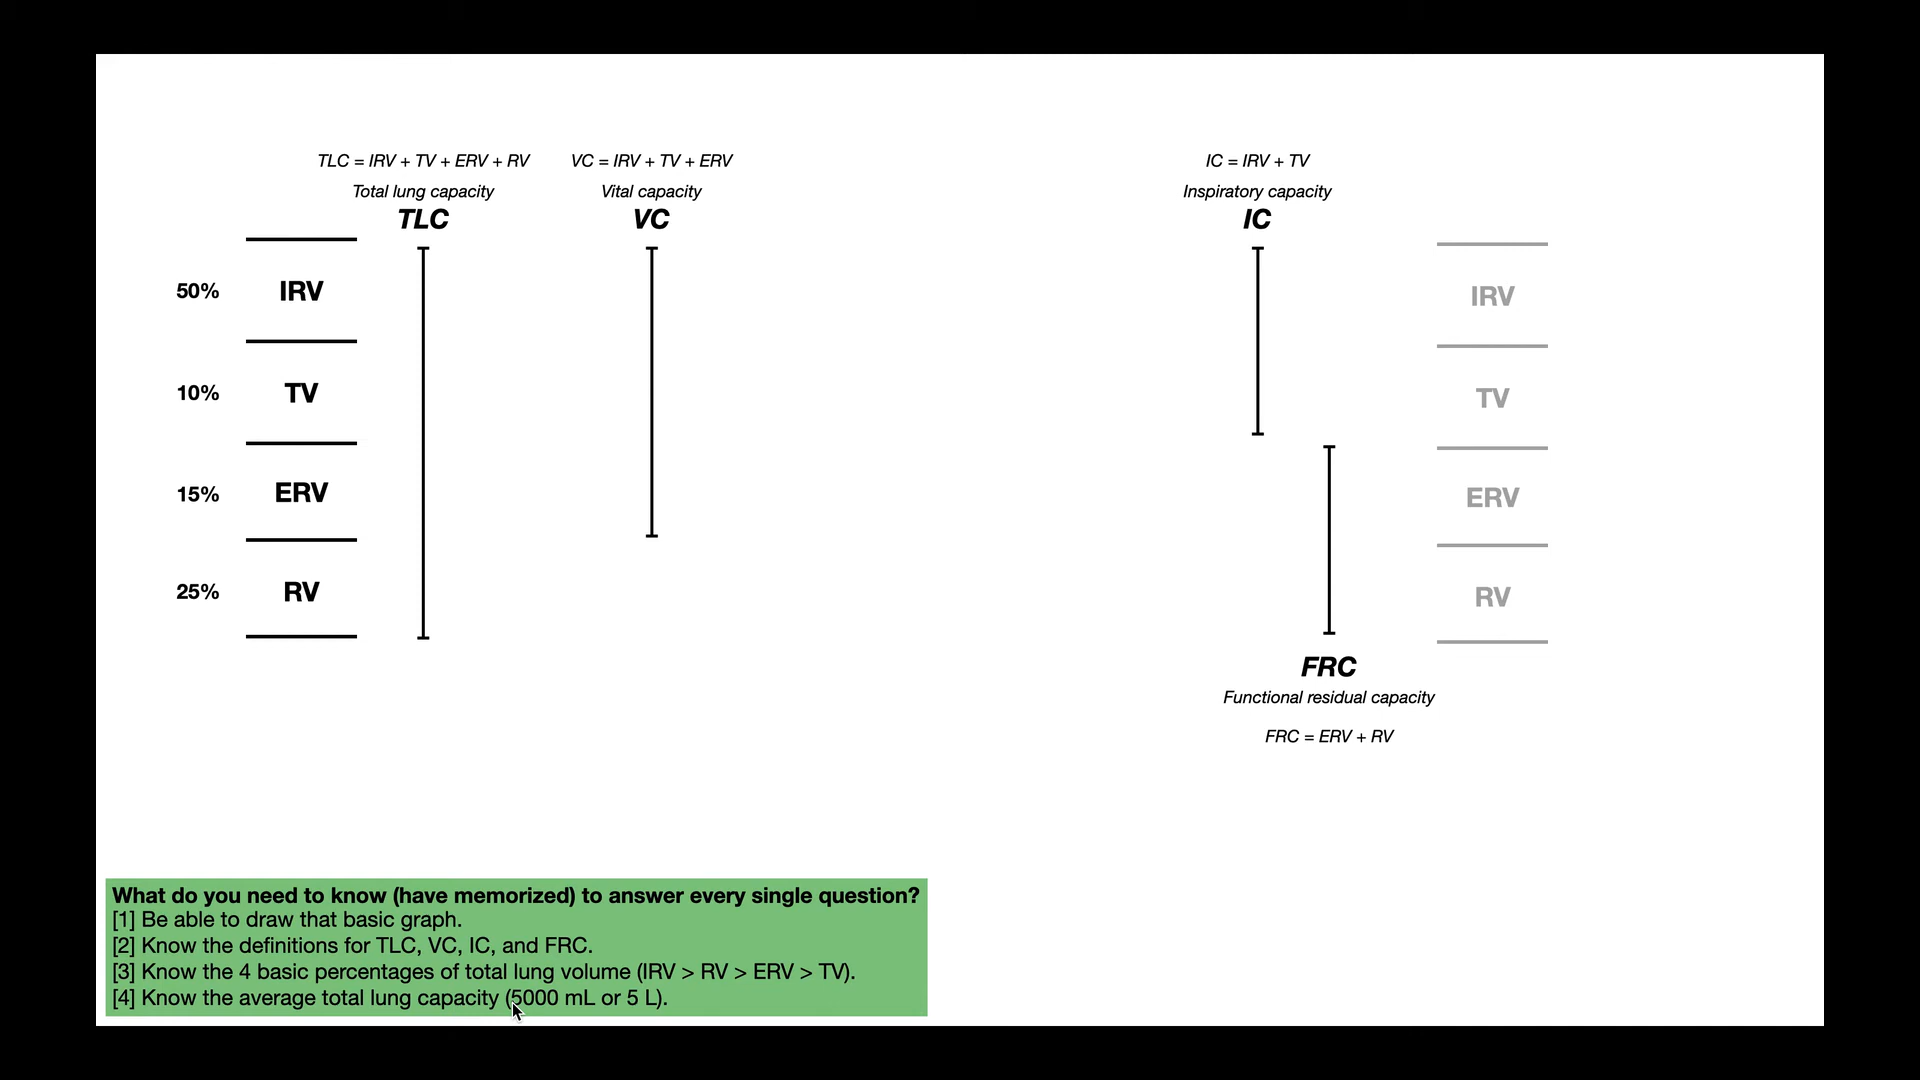 TLC = IRV + TV + ERV + RV
Total lung capacity
TLC
VC = IRV + TV + ERV
Vital capacity
VC
IC = IRV + TV
Inspiratory capacity
IC
50% IRV
10% TV
15% ERV
25% RV
IRV
TV
ERV
RV
FRC
Functional residual capacity
FRC = ERV + RV
What do you need to know (have memorized) to answer every single question?
[1] Be able to draw that basic graph.
[2] Know the definitions for TLC, VC, IC, and FRC.
[3] Know the 4 basic percentages of total lung volume (IRV > RV > ERV > TV).
[4] Know the average total lung capacity (5000 mL or 5 L).